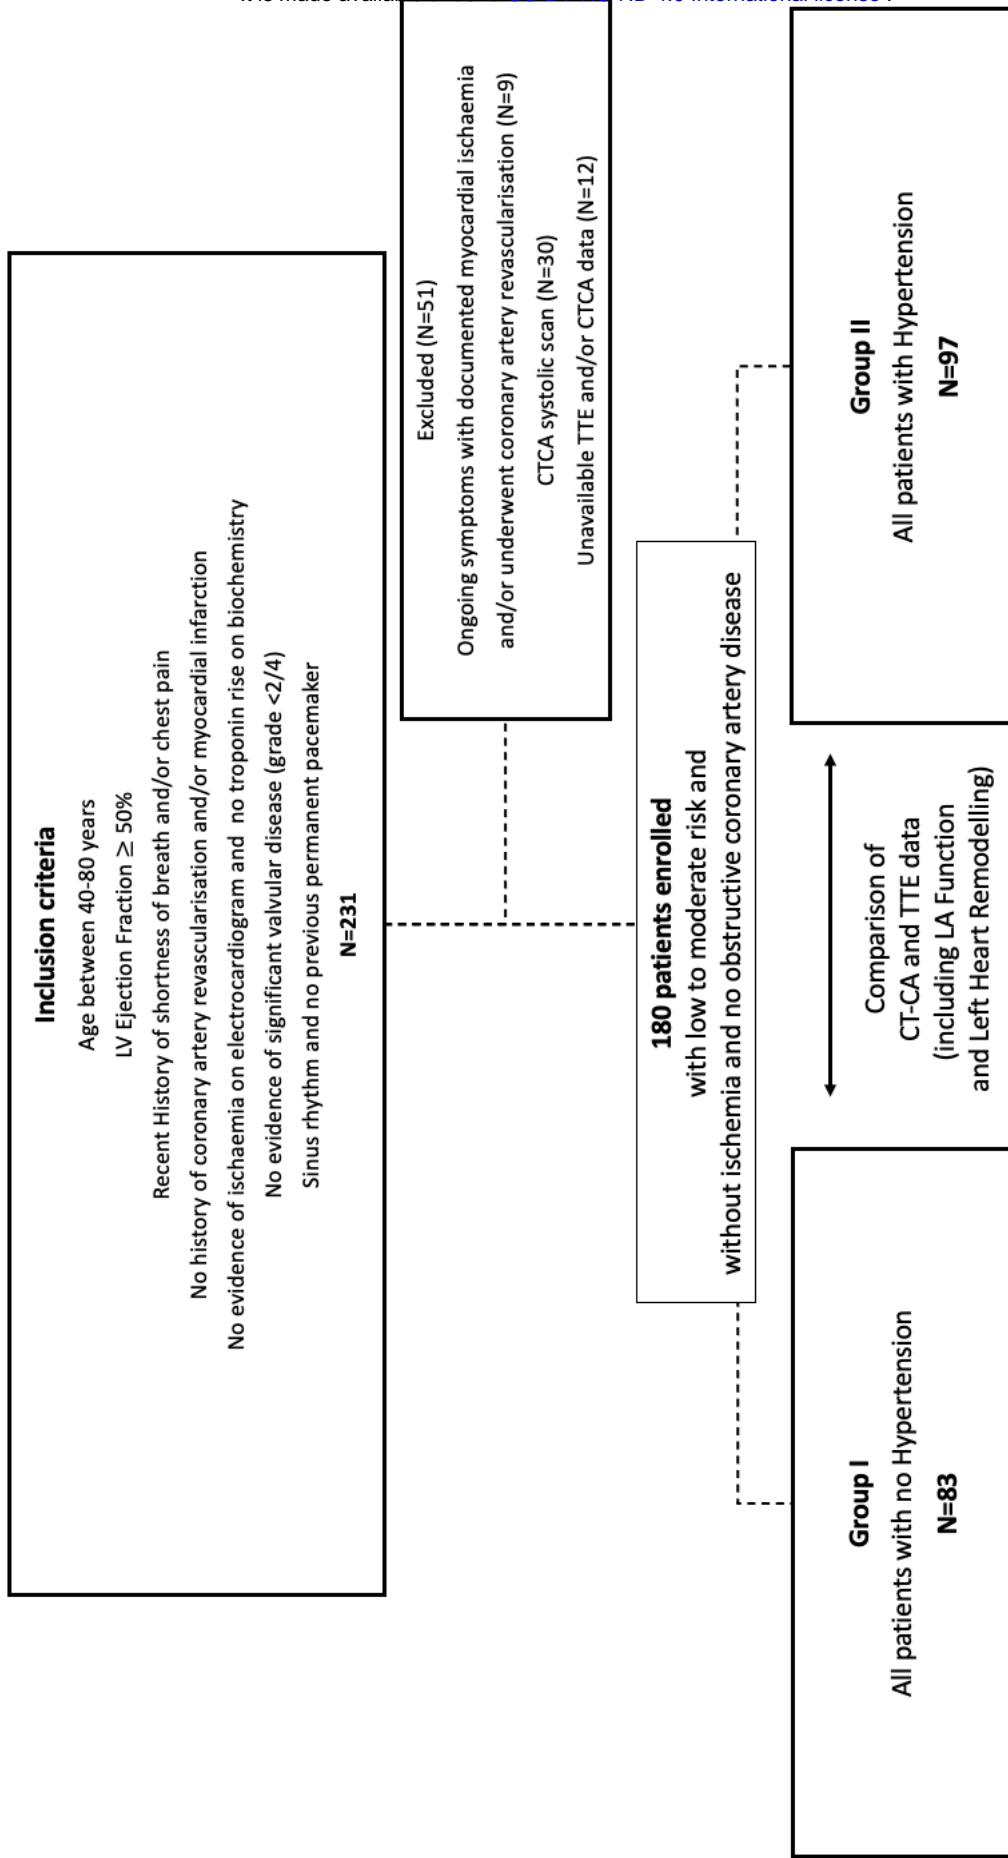 Inclusion criteria
Age between 40-80 years
LV Ejection Fraction ≥ 50%
Recent History of shortness of breath and/or chest pain
No history of coronary artery revascularisation and/or myocardial infarction
No evidence of ischaemia on electrocardiogram and no troponin rise on biochemistry
No evidence of significant valvular disease (grade <2/4)
Sinus rhythm and no previous permanent pacemaker
N=231
Excluded (N=51)
Ongoing symptoms with documented myocardial ischaemia
and/or underwent coronary artery revascularisation (N=9)
CTCA systolic scan (N=30)
Unavailable TTE and/or CTCA data (N=12)
180 patients enrolled
with low to moderate risk and
without ischemia and no obstructive coronary artery disease
Group I
All patients with no Hypertension
N=83
Comparison of
CT-CA and TTE data
(including LA Function
and Left Heart Remodelling)
Group II
All patients with Hypertension
N=97